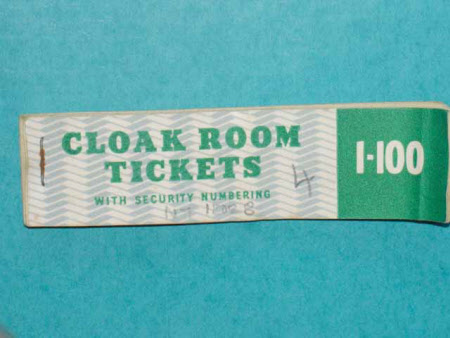 CLOAK ROOM
TICKETS
WITH SECURITY NUMBERING
4
1-100